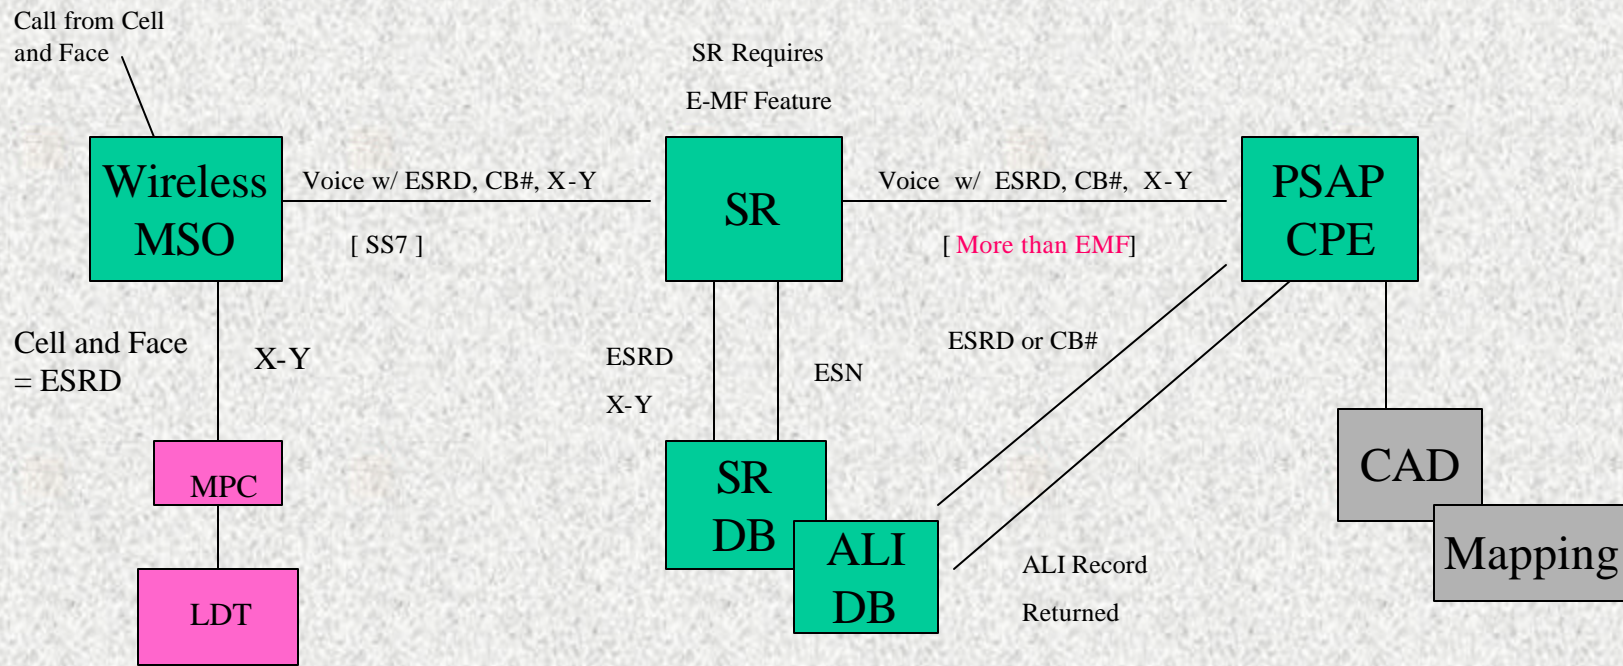 Call from Cell
and Face
SR Requires
E-MF Feature
Wireless
MSO
Voice w/ ESRD, CB#, X-Y
[ SS7 ]
SR
Voice w/ ESRD, CB#, X-Y
[ More than EMF]
PSAP
CPE
Cell and Face
= ESRD
X-Y
ESRD
X-Y
ESN
ESRD or CB#
MPC
LDT
SR
DB
ALI
DB
ALI Record
Returned
CAD
Mapping